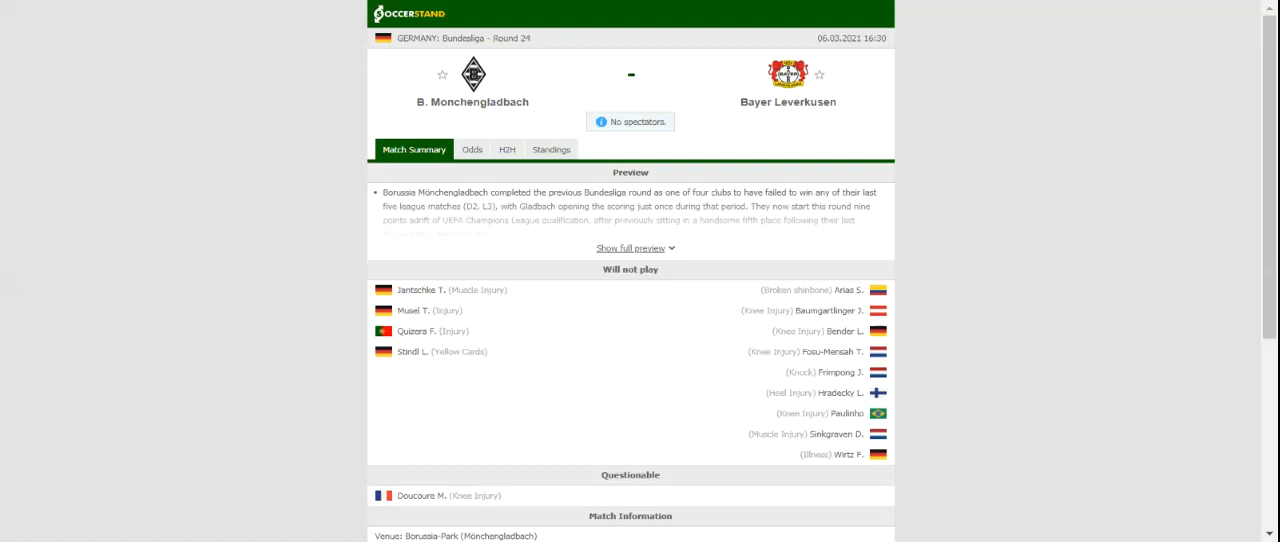 SOCCERSTAND
GERMANY: Bundesliga - Round 24
06.03.2021 16:30
B. Monchengladbach
-
Bayer Leverkusen
No spectators.
Match Summary
Odds
H2H
Standings
Preview
Borussia Mönchengladbach completed the previous Bundesliga round as one of four clubs to have failed to win any of their last
five league matches (D2, L3), with Gladbach opening the scoring just once during that period. They now start this round nine
points adrift of UEFA Champions League qualification, after previously sitting in a handsome fifth place following their last
Show full preview
Will not play
Jantschke T. (Muscle Injury)
(Broken shinbone) Arias S.
Musel T. (Injury)
(Knee Injury) Baumgartlinger J.
Quizera F. (Injury)
(Knee Injury) Bender L.
Stindl L. (Yellow Cards)
(Knee Injury) Fosu-Mensah T.
(Knock) Frimpong J.
(Heel Injury) Hradecky L.
(Knee Injury) Paulinho
(Muscle Injury) Sinkgraven D.
(Illness) Wirtz F.
Questionable
Doucoure M. (Knee Injury)
Match Information
Venue: Borussia-Park (Mönchengladbach)